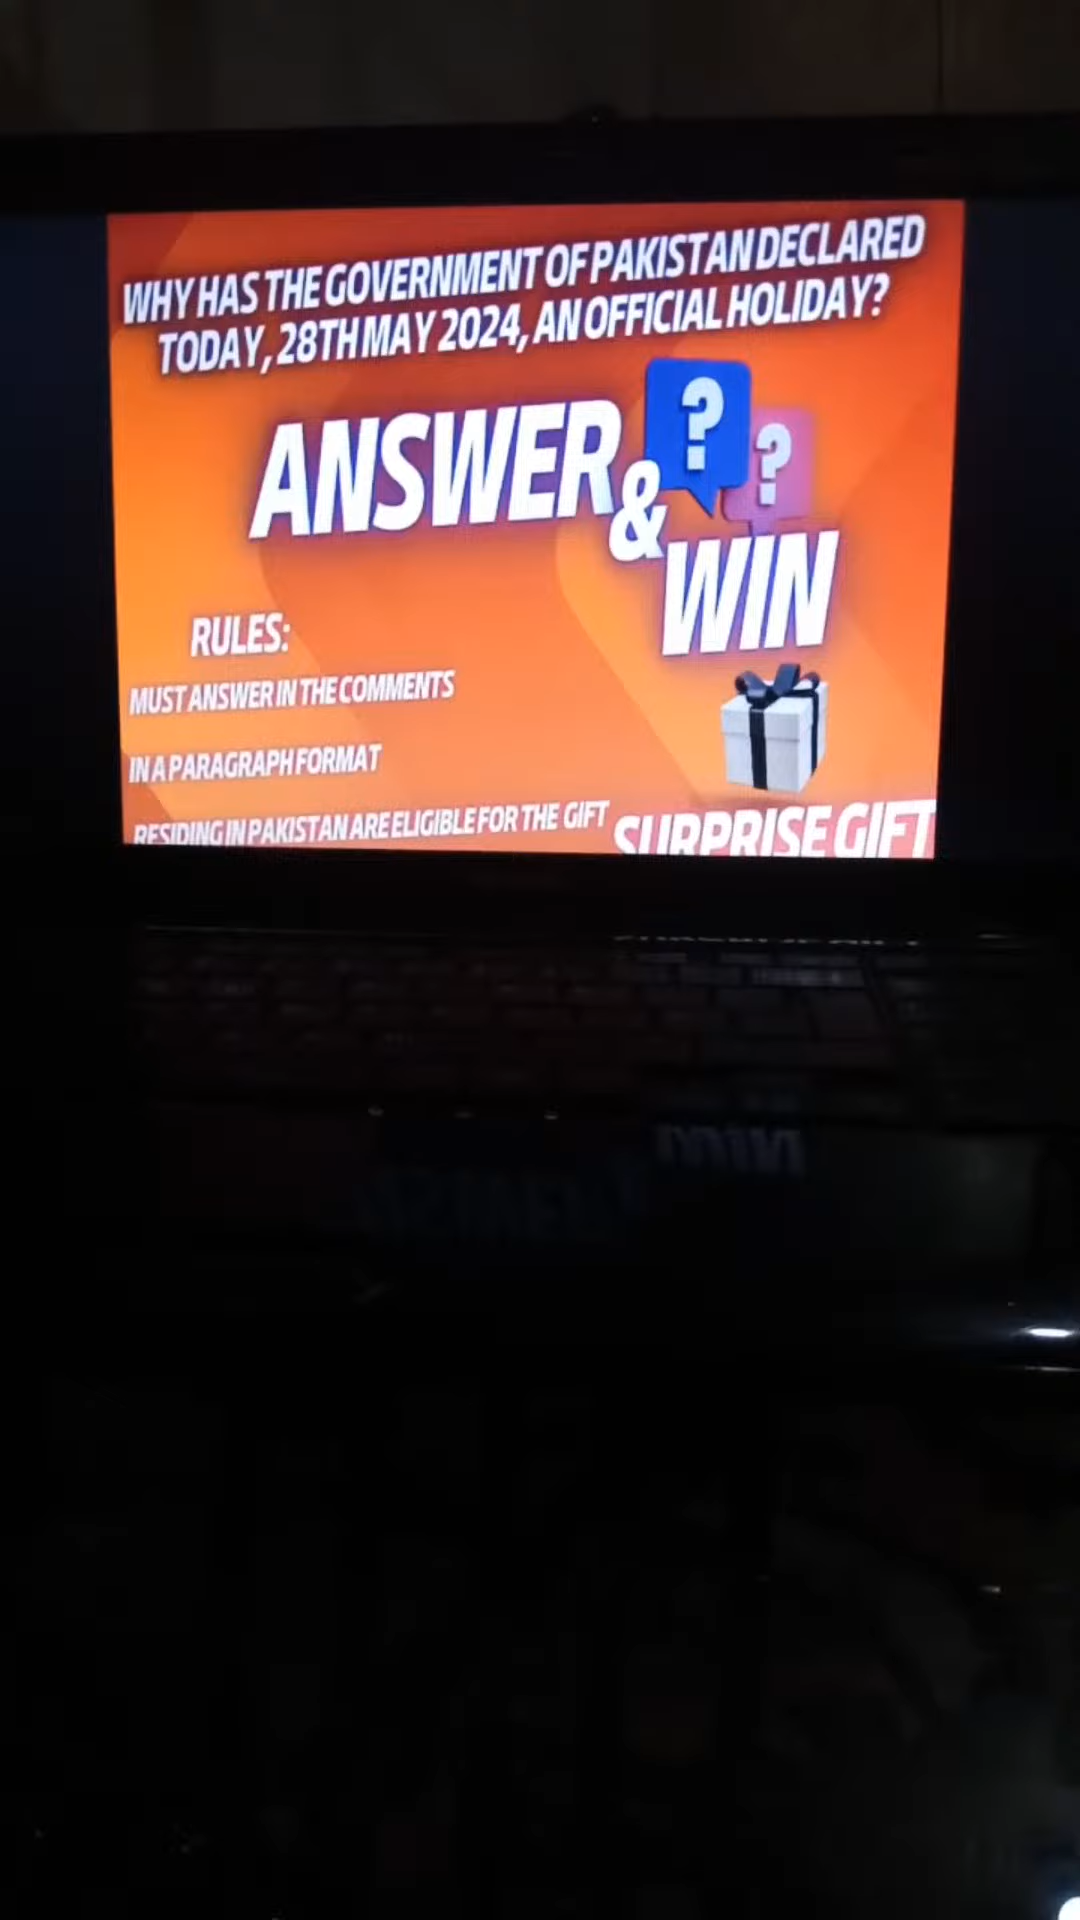 WHY HAS THE GOVERNMENT OF PAKISTAN DECLARED
TODAY, 28TH MAY 2024, AN OFFICIAL HOLIDAY?
ANSWER
&
WIN
? ?
RULES:
MUST ANSWER IN THE COMMENTS
IN A PARAGRAPH FORMAT
RESIDING IN PAKISTAN ARE ELIGIBLE FOR THE GIFT
SURPRISE GIFT